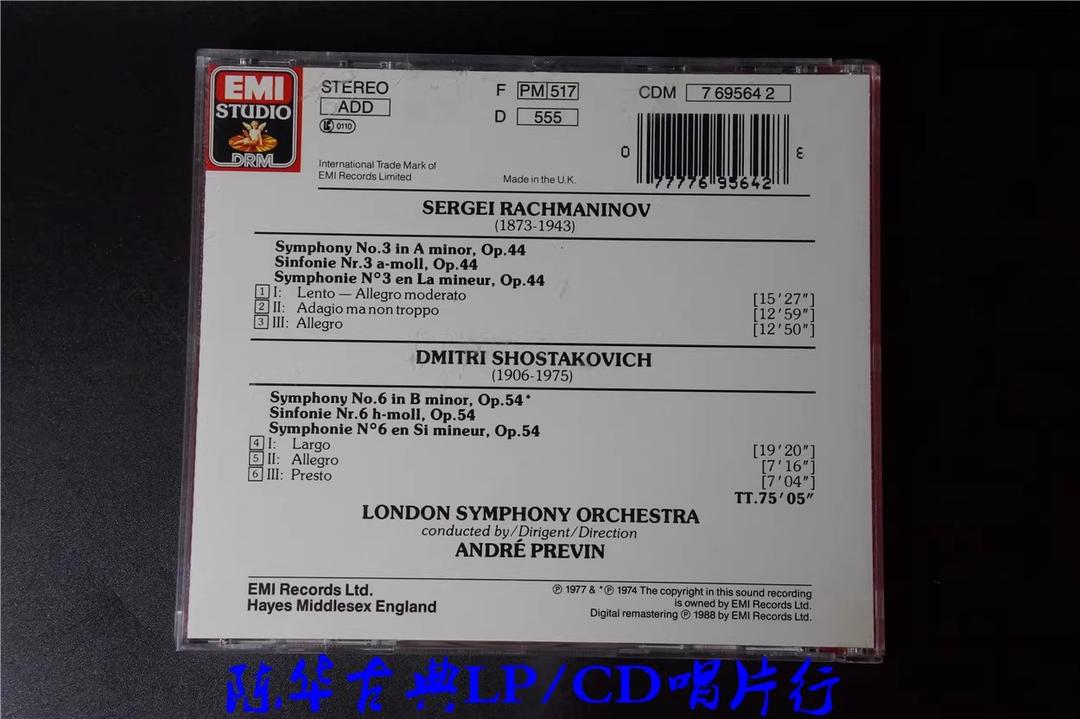 EMI
STUDIO
DRM
STEREO
ADD
LC 0110
F PM 517
D 555
CDM 7 69564 2
0 77776 95642 3
International Trade Mark of
EMI Records Limited
Made in the U.K.
SERGEI RACHMANINOV
(1873-1943)
Symphony No.3 in A minor, Op.44
Sinfonie Nr.3 a-moll, Op.44
Symphonie N°3 en La mineur, Op.44
1 I: Lento — Allegro moderato [15'27"]
2 II: Adagio ma non troppo [12'59"]
3 III: Allegro [12'50"]
DMITRI SHOSTAKOVICH
(1906-1975)
Symphony No.6 in B minor, Op.54*
Sinfonie Nr.6 h-moll, Op.54
Symphonie N°6 en Si mineur, Op.54
4 I: Largo [19'20"]
5 II: Allegro [7'16"]
6 III: Presto [7'04"]
TT.75'05"
LONDON SYMPHONY ORCHESTRA
conducted by/Dirigent/Direction
ANDRÉ PREVIN
EMI Records Ltd.
Hayes Middlesex England
℗ 1977 & *℗ 1974 The copyright in this sound recording
is owned by EMI Records Ltd.
Digital remastering ℗ 1988 by EMI Records Ltd.
陈华古典LP/CD唱片行